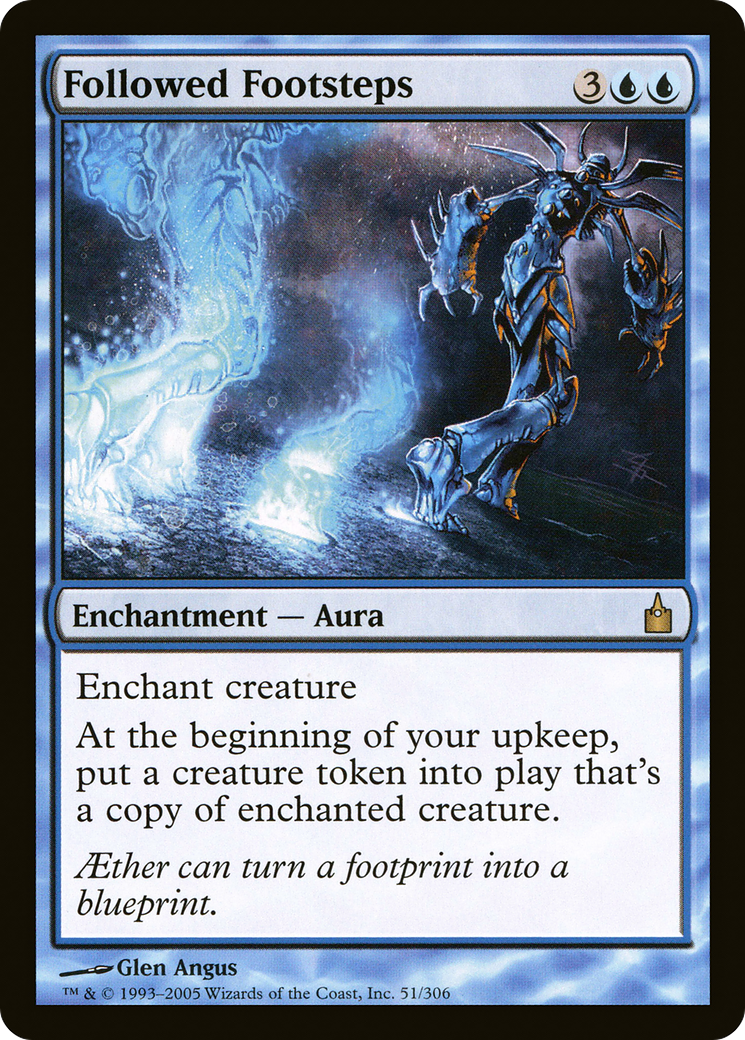 Followed Footsteps 3
Enchantment — Aura
Enchant creature
At the beginning of your upkeep,
put a creature token into play that's
a copy of enchanted creature.
Æther can turn a footprint into a
blueprint.
Glen Angus
™ & © 1993–2005 Wizards of the Coast, Inc. 51/306